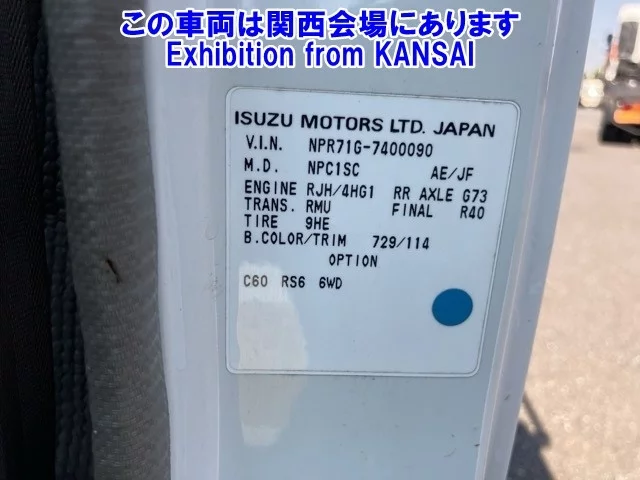 この車両は関西会場にあります
Exhibition from KANSAI
ISUZU MOTORS LTD. JAPAN
V.I.N. NPR71G-7400090
M.D. NPC1SC AE/JF
ENGINE RJH/4HG1 RR AXLE G73
TRANS. RMU FINAL R40
TIRE 9HE
B.COLOR/TRIM 729/114
OPTION
C60 RS6 6WD